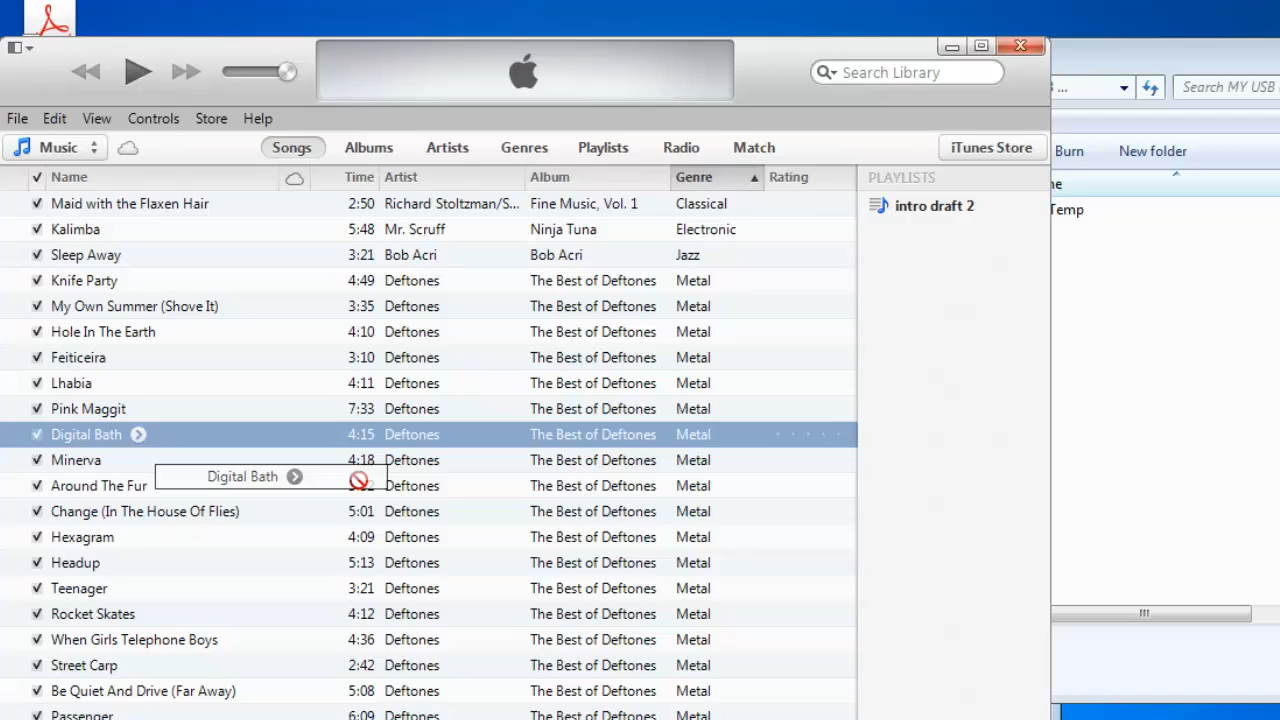 ... Search MY USB
Search Library
File Edit View Controls Store Help
Music Songs Albums Artists Genres Playlists Radio Match iTunes Store
Burn New folder
Name Time Artist Album Genre Rating PLAYLISTS
Maid with the Flaxen Hair 2:50 Richard Stoltzman/S... Fine Music, Vol. 1 Classical
intro draft 2
Temp
Kalimba 5:48 Mr. Scruff Ninja Tuna Electronic
Sleep Away 3:21 Bob Acri Bob Acri Jazz
Knife Party 4:49 Deftones The Best of Deftones Metal
My Own Summer (Shove It) 3:35 Deftones The Best of Deftones Metal
Hole In The Earth 4:10 Deftones The Best of Deftones Metal
Feiticeira 3:10 Deftones The Best of Deftones Metal
Lhabia 4:11 Deftones The Best of Deftones Metal
Pink Maggit 7:33 Deftones The Best of Deftones Metal
Digital Bath 4:15 Deftones The Best of Deftones Metal
Minerva 4:18 Deftones The Best of Deftones Metal
Digital Bath
Around The Fur Deftones The Best of Deftones Metal
Change (In The House Of Flies) 5:01 Deftones The Best of Deftones Metal
Hexagram 4:09 Deftones The Best of Deftones Metal
Headup 5:13 Deftones The Best of Deftones Metal
Teenager 3:21 Deftones The Best of Deftones Metal
Rocket Skates 4:12 Deftones The Best of Deftones Metal
When Girls Telephone Boys 4:36 Deftones The Best of Deftones Metal
Street Carp 2:42 Deftones The Best of Deftones Metal
Be Quiet And Drive (Far Away) 5:08 Deftones The Best of Deftones Metal
Passenger 6:09 Deftones The Best of Deftones Metal